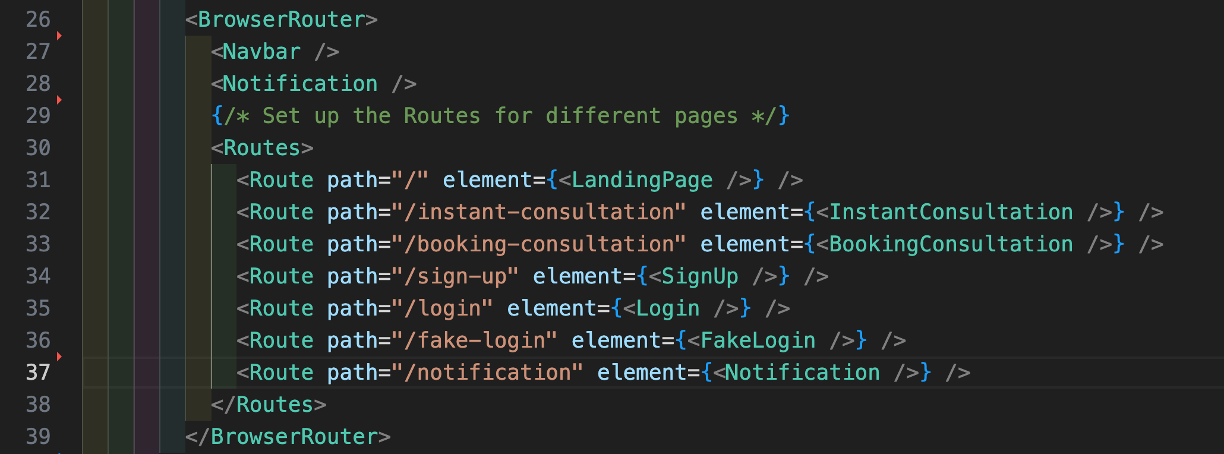 26 <BrowserRouter>
27 <Navbar />
28 <Notification />
29 {/* Set up the Routes for different pages */}
30 <Routes>
31 <Route path="/" element={<LandingPage />} />
32 <Route path="/instant-consultation" element={<InstantConsultation />} />
33 <Route path="/booking-consultation" element={<BookingConsultation />} />
34 <Route path="/sign-up" element={<SignUp />} />
35 <Route path="/login" element={<Login />} />
36 <Route path="/fake-login" element={<FakeLogin />} />
37 <Route path="/notification" element={<Notification />} />
38 </Routes>
39 </BrowserRouter>